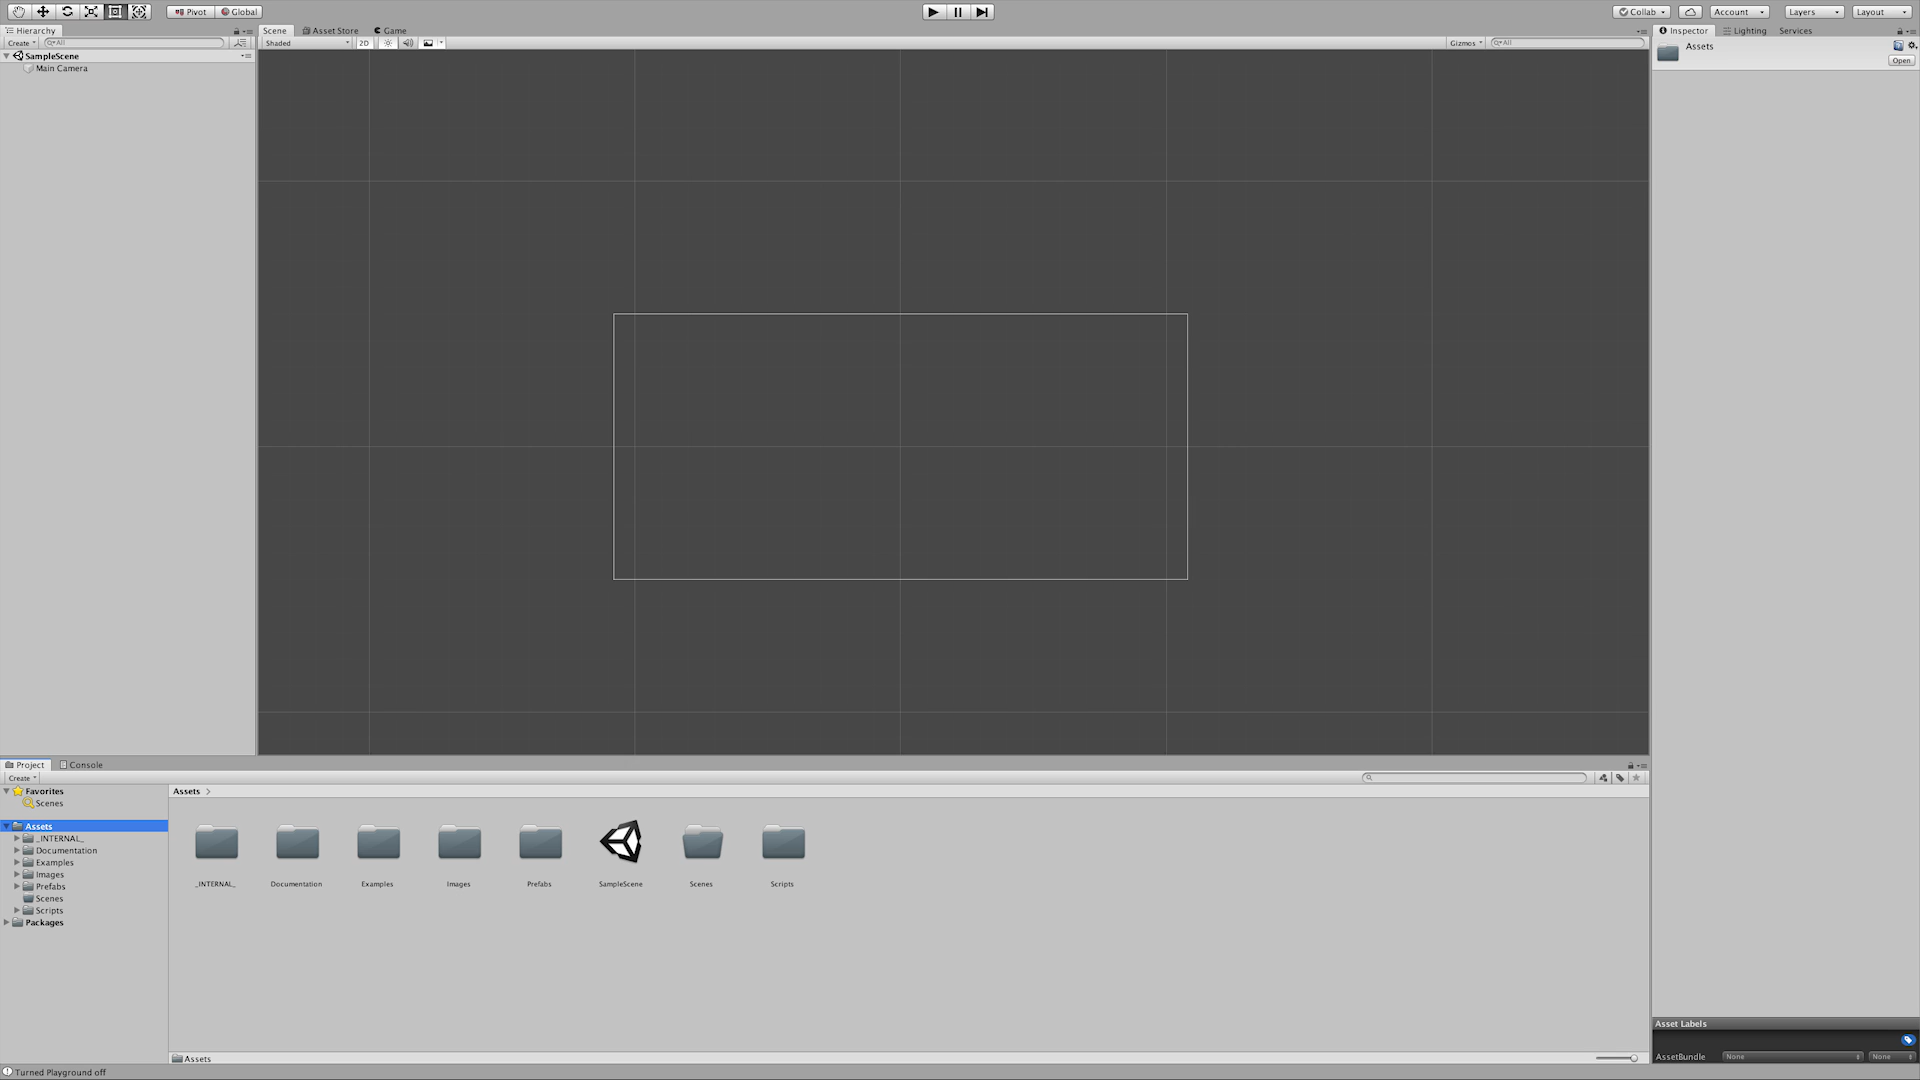 Pivot Global Collab Account Layers Layout
Hierarchy Scene Asset Store Game Inspector Lighting Services
Create All Shaded 2D Gizmos All Assets
Open
SampleScene
Main Camera
Project Console
Create
Favorites Assets
Scenes
Assets
_INTERNAL_
Documentation
Examples
Images
Prefabs
Scenes
Scripts
Packages
_INTERNAL_ Documentation Examples Images Prefabs SampleScene Scenes Scripts
Assets
Asset Labels
AssetBundle None None
Turned Playground off